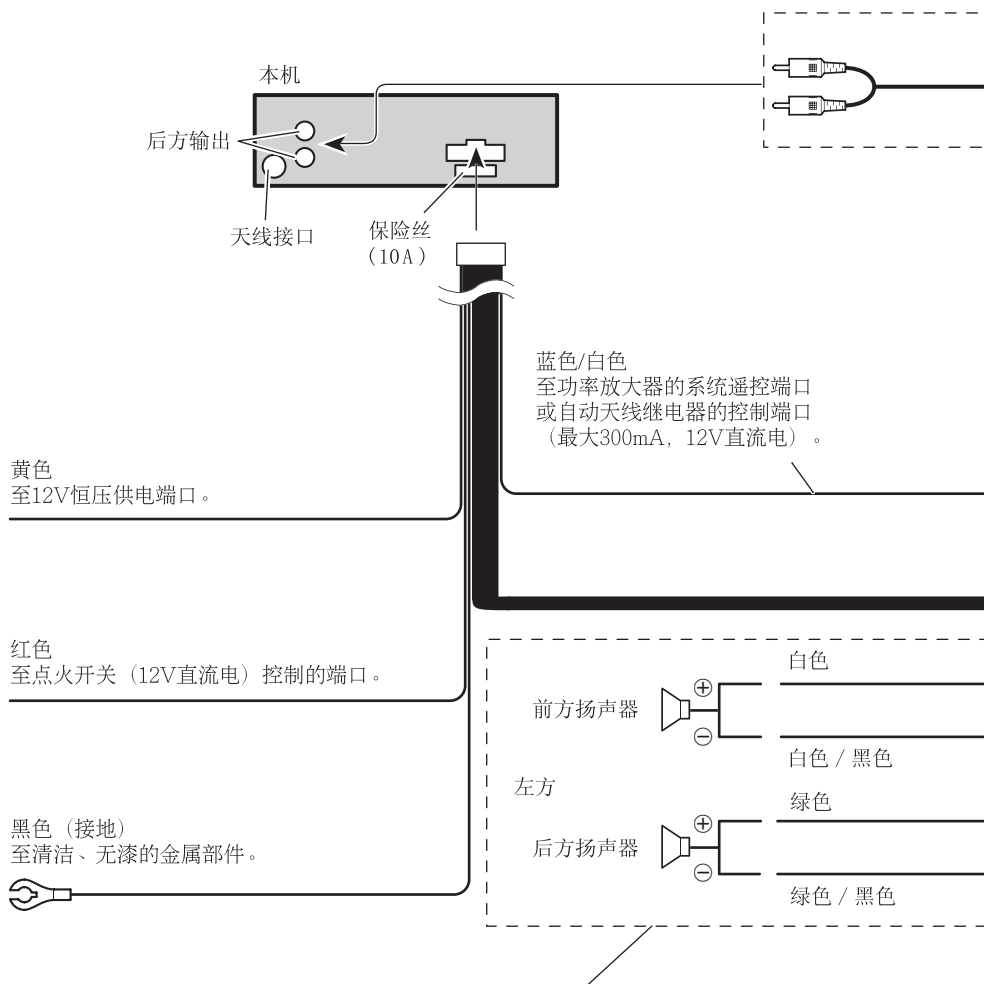 本机
后方输出
天线接口
保险丝
（10A）
蓝色/白色
至功率放大器的系统遥控端口
或自动天线继电器的控制端口
（最大300mA，12V直流电）。
黄色
至12V恒压供电端口。
红色
至点火开关（12V直流电）控制的端口。
白色
前方扬声器
⊕
⊖
白色 / 黑色
左方
绿色
后方扬声器
⊕
⊖
绿色 / 黑色
黑色（接地）
至清洁、无漆的金属部件。